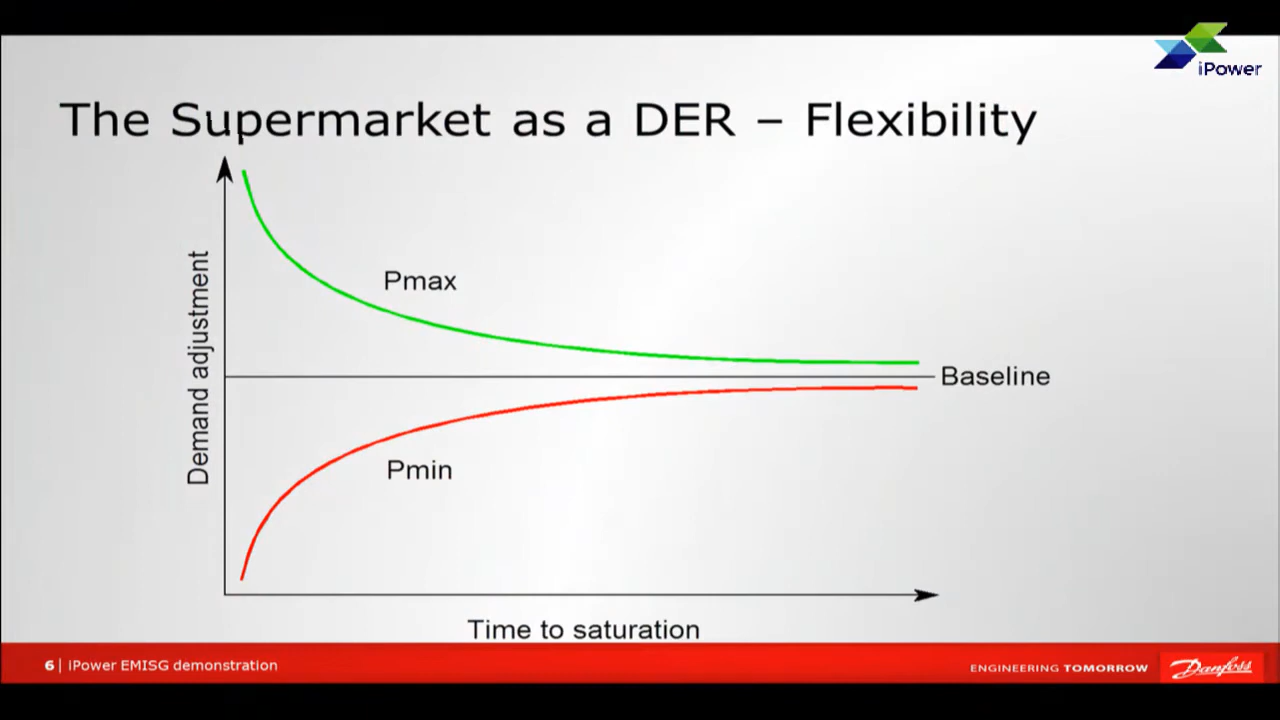 iPower
The Supermarket as a DER – Flexibility
Demand adjustment
Pmax
Baseline
Pmin
Time to saturation
6 | iPower EMISG demonstration
ENGINEERING TOMORROW
Danfoss